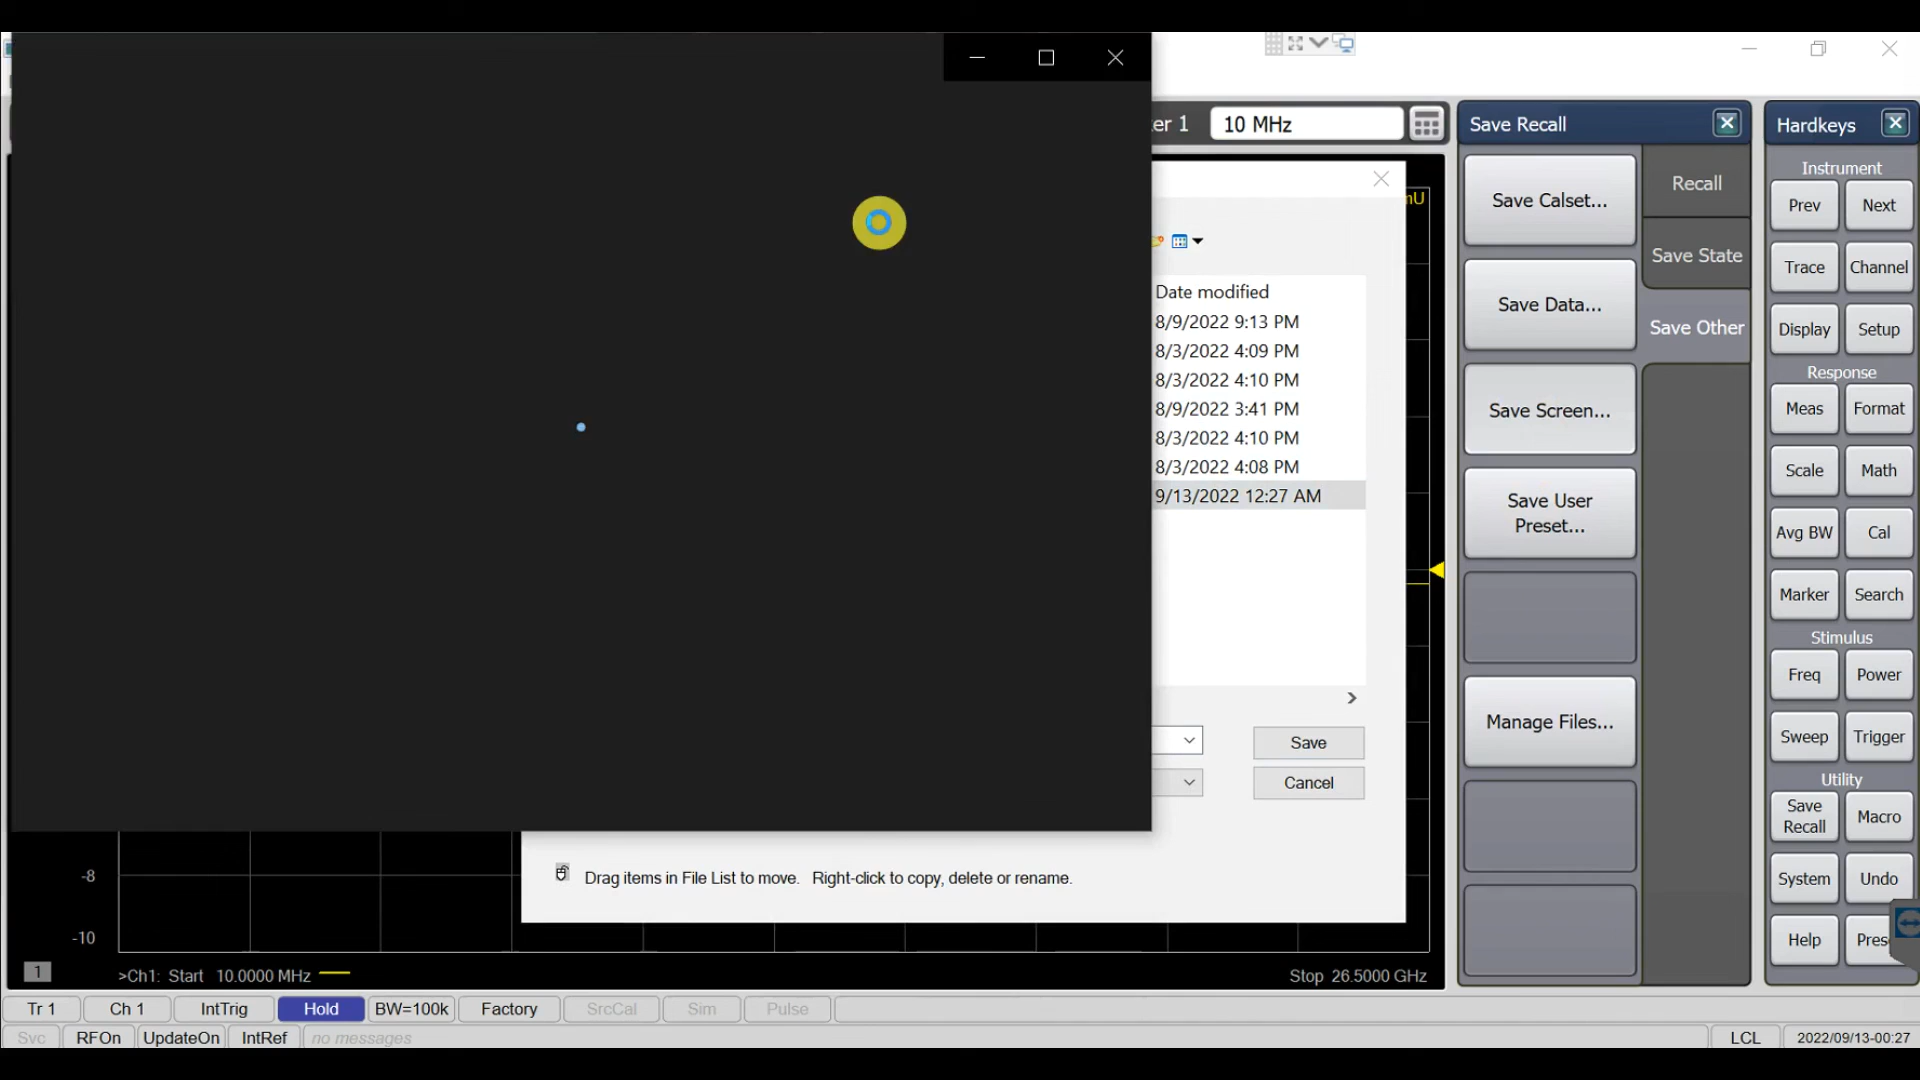 er 1
10 MHz
Save Recall
Hardkeys
Recall
Instrument
Save Calset...
Prev
Next
mU
Save State
Trace
Channel
Save Data...
Save Other
Display
Setup
Date modified
8/9/2022 9:13 PM
8/3/2022 4:09 PM
Response
8/3/2022 4:10 PM
Save Screen...
Meas
Format
8/9/2022 3:41 PM
8/3/2022 4:10 PM
Scale
Math
8/3/2022 4:08 PM
9/13/2022 12:27 AM
Save User
Preset...
Avg BW
Cal
Marker
Search
Stimulus
Freq
Power
Manage Files...
Save
Sweep
Trigger
Cancel
Utility
Save
Recall
Macro
Drag items in File List to move. Right-click to copy, delete or rename.
-8
System
Undo
-10
Help
Pres
1
>Ch1: Start 10.0000 MHz
Stop 26.5000 GHz
Tr 1
Ch 1
IntTrig
Hold
BW=100k
Factory
SrcCal
Sim
Pulse
Svc
RFOn
UpdateOn
IntRef
no messages
LCL
2022/09/13-00:27